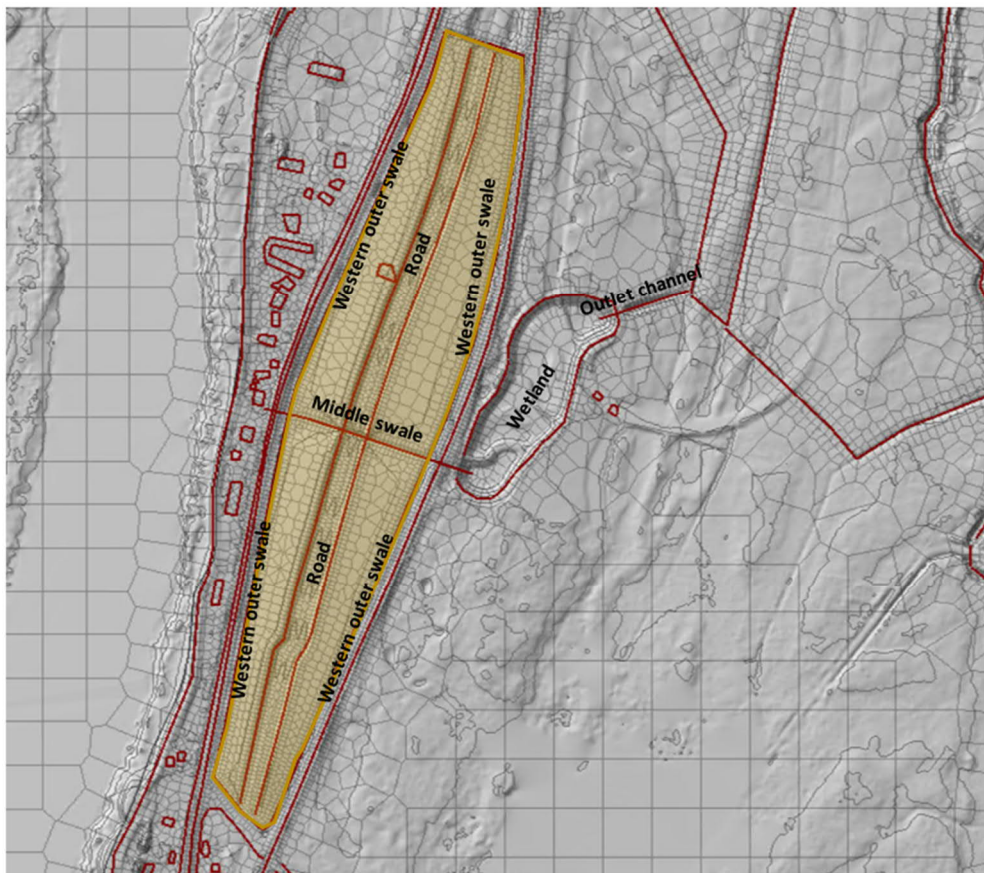 Western outer swale
Road
Western outer swale
Outlet channel
Wetland
Middle swale
Western outer swale
Road
Western outer swale